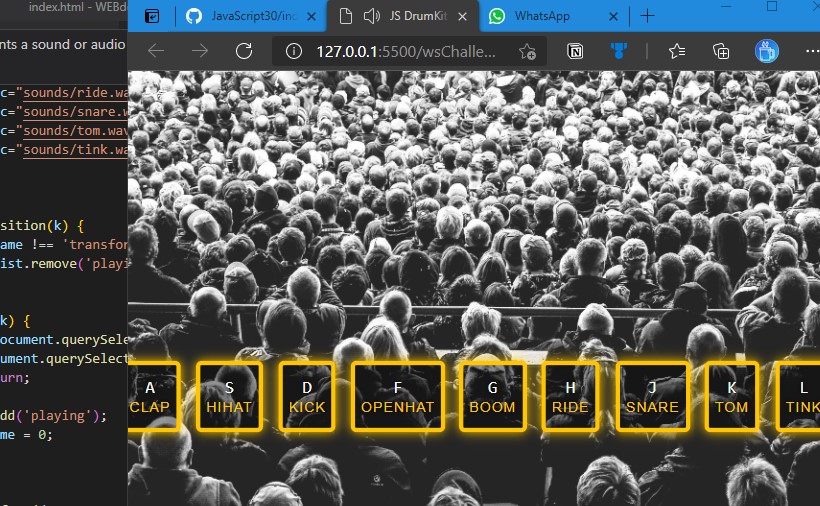 index.html - WEBd
nts a sound or audio
c="sounds/ride.wa
c="sounds/snare.w
c="sounds/tom.wav
c="sounds/tink.wa
sition(k) {
ame !== 'transfor
ist.remove('playi
k) {
ocument.querySele
ument.querySelect
urn;
dd('playing');
me = 0;
JavaScript30/ind
JS DrumKit
WhatsApp
127.0.0.1:5500/wsChalle...
A
CLAP
S
HIHAT
D
KICK
F
OPENHAT
G
BOOM
H
RIDE
J
SNARE
K
TOM
L
TINK